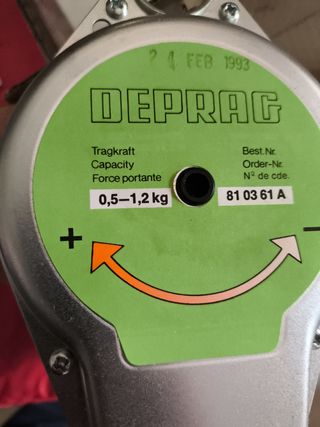 24 FEB 1993
DEPRAG
Tragkraft Best.Nr.
Capacity Order-Nr.
Force portante Nº de cde.
0,5—1,2 kg 81 03 61 A
+ −